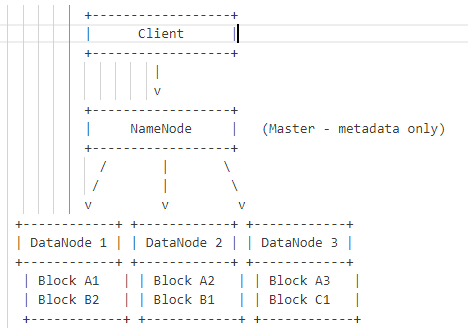 Client
NameNode (Master - metadata only)
DataNode 1 DataNode 2 DataNode 3
Block A1 Block A2 Block A3
Block B2 Block B1 Block C1